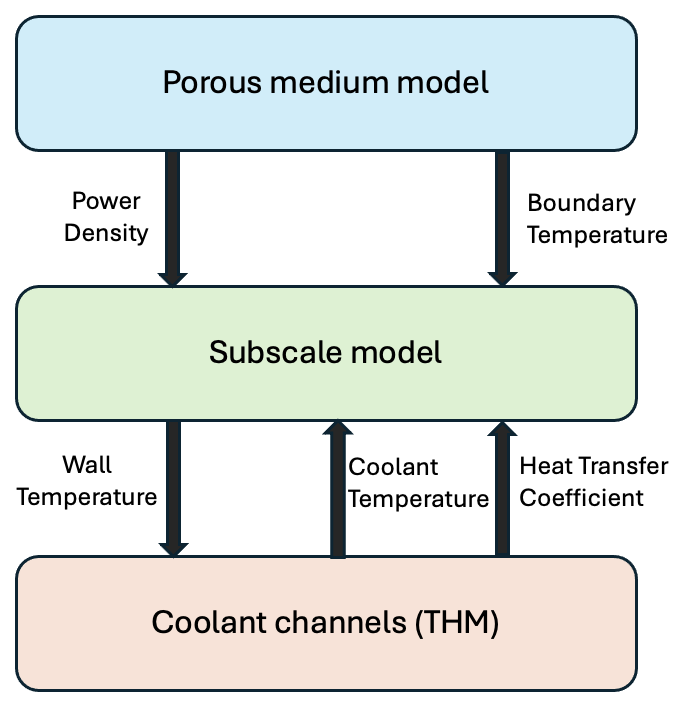 Porous medium model
Power
Density
Boundary
Temperature
Subscale model
Wall
Temperature
Coolant
Temperature
Heat Transfer
Coefficient
Coolant channels (THM)